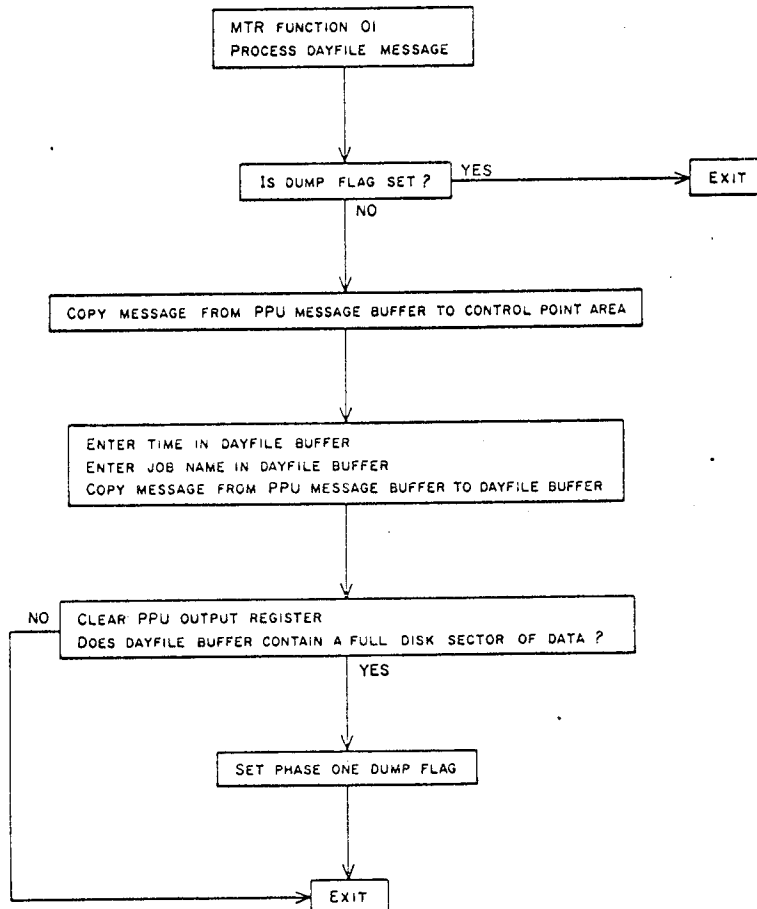 MTR FUNCTION 01
PROCESS DAYFILE MESSAGE
IS DUMP FLAG SET ?
YES
EXIT
NO
COPY MESSAGE FROM PPU MESSAGE BUFFER TO CONTROL POINT AREA
ENTER TIME IN DAYFILE BUFFER
ENTER JOB NAME IN DAYFILE BUFFER
COPY MESSAGE FROM PPU MESSAGE BUFFER TO DAYFILE BUFFER
NO
CLEAR PPU OUTPUT REGISTER
DOES DAYFILE BUFFER CONTAIN A FULL DISK SECTOR OF DATA ?
YES
SET PHASE ONE DUMP FLAG
EXIT